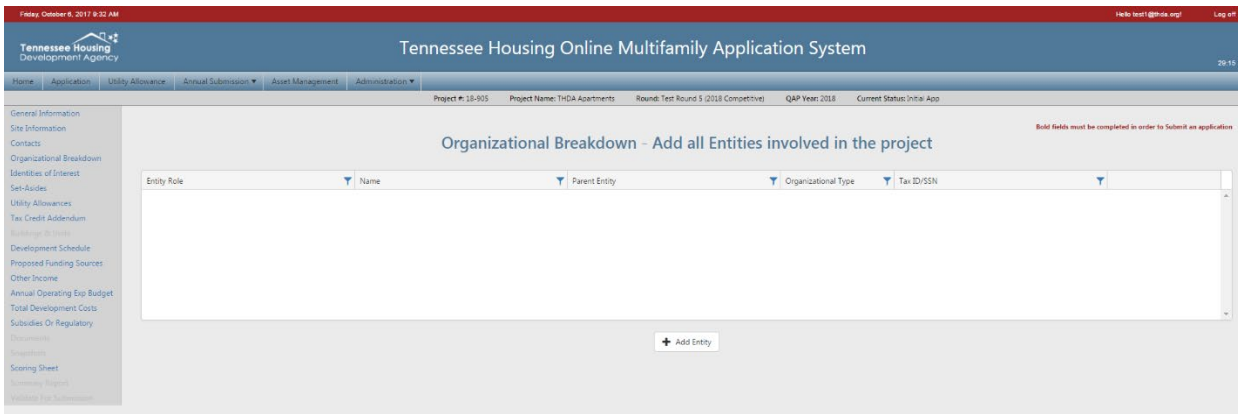 Friday, October 6, 2017 9:32 AM Hello test1@thda.org! Log off
Tennessee Housing
Development Agency
Tennessee Housing Online Multifamily Application System
29:15
Home Application Utility Allowance Annual Submission ▼ Asset Management Administration ▼
Project #: 18-905 Project Name: THDA Apartments Round: Test Round 5 (2018 Competitive) QAP Year: 2018 Current Status: Initial App
General Information
Site Information
Contacts
Organizational Breakdown
Identities of Interest
Set-Asides
Utility Allowances
Tax Credit Addendum
Development Schedule
Proposed Funding Sources
Other Income
Annual Operating Exp Budget
Total Development Costs
Subsidies Or Regulatory
Documents
Snapshots
Scoring Sheet
Summary Report
Validate For Submission
Bold fields must be completed in order to Submit an application
Organizational Breakdown - Add all Entities involved in the project
Entity Role Name Parent Entity Organizational Type Tax ID/SSN
+ Add Entity